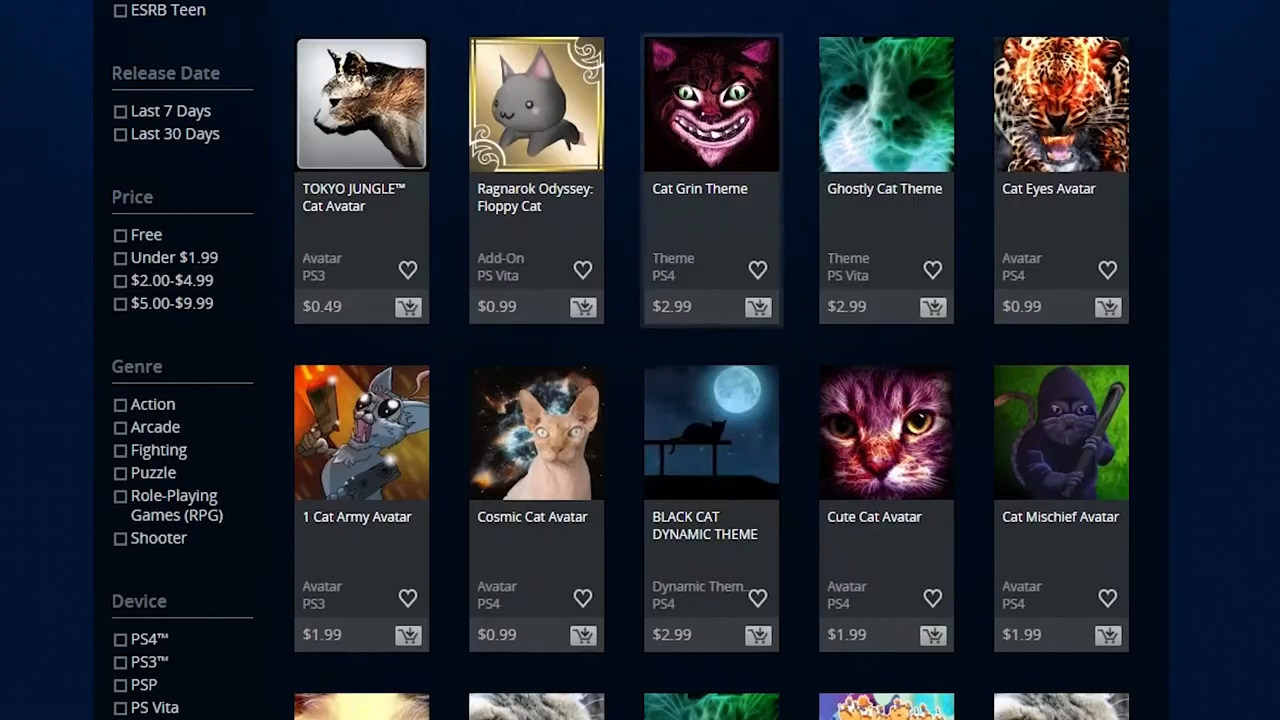 ESRB Teen
Release Date
Last 7 Days
Last 30 Days
Price
Free
Under $1.99
$2.00-$4.99
$5.00-$9.99
Genre
Action
Arcade
Fighting
Puzzle
Role-Playing
Games (RPG)
Shooter
Device
PS4™
PS3™
PSP
PS Vita
TOKYO JUNGLE™
Cat Avatar
Avatar
PS3
$0.49
Ragnarok Odyssey:
Floppy Cat
Add-On
PS Vita
$0.99
Cat Grin Theme
Theme
PS4
$2.99
Ghostly Cat Theme
Theme
PS Vita
$2.99
Cat Eyes Avatar
Avatar
PS4
$0.99
1 Cat Army Avatar
Avatar
PS3
$1.99
Cosmic Cat Avatar
Avatar
PS4
$0.99
BLACK CAT
DYNAMIC THEME
Dynamic Them...
PS4
$2.99
Cute Cat Avatar
Avatar
PS4
$1.99
Cat Mischief Avatar
Avatar
PS4
$1.99